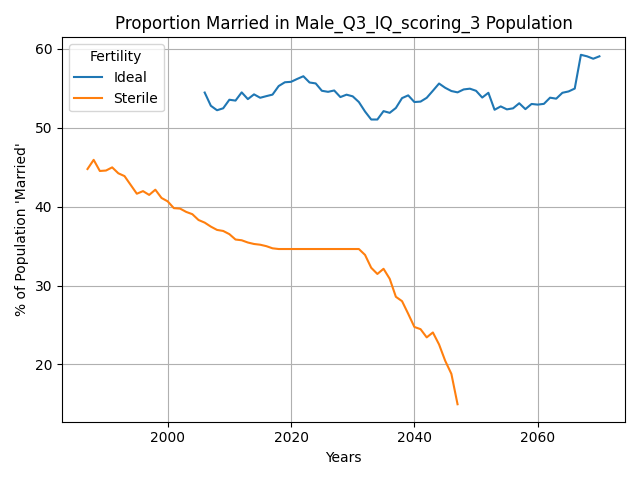 Proportion Married in Male_Q3_IQ_scoring_3 Population
Fertility
Ideal
Sterile
% of Population 'Married'
60
50
40
30
20
2000
2020
2040
2060
Years